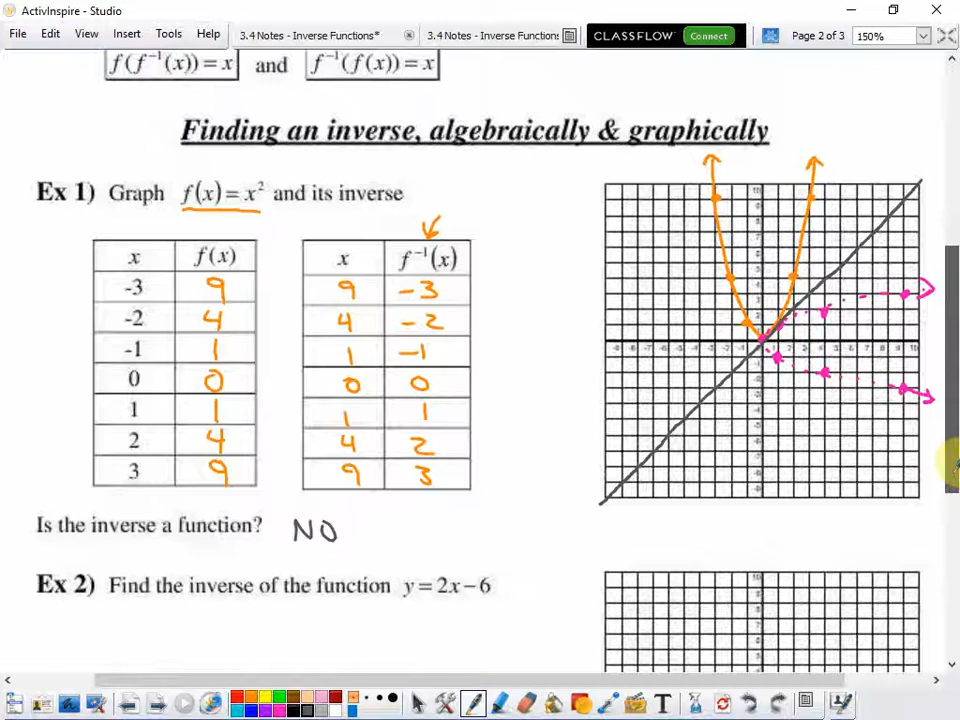 ActivInspire - Studio
File Edit View Insert Tools Help 3.4 Notes - Inverse Functions* 3.4 Notes - Inverse Functions CLASSFLOW Connect Page 2 of 3 150%
f(f⁻¹(x)) = x and f⁻¹(f(x)) = x
Finding an inverse, algebraically & graphically
Ex 1) Graph f(x) = x² and its inverse
x f(x) x f⁻¹(x)
-3 9 9 -3
-2 4 4 -2
-1 1 1 -1
0 0 0 0
1 1 1 1
2 4 4 2
3 9 9 3
Is the inverse a function? NO
Ex 2) Find the inverse of the function y = 2x − 6